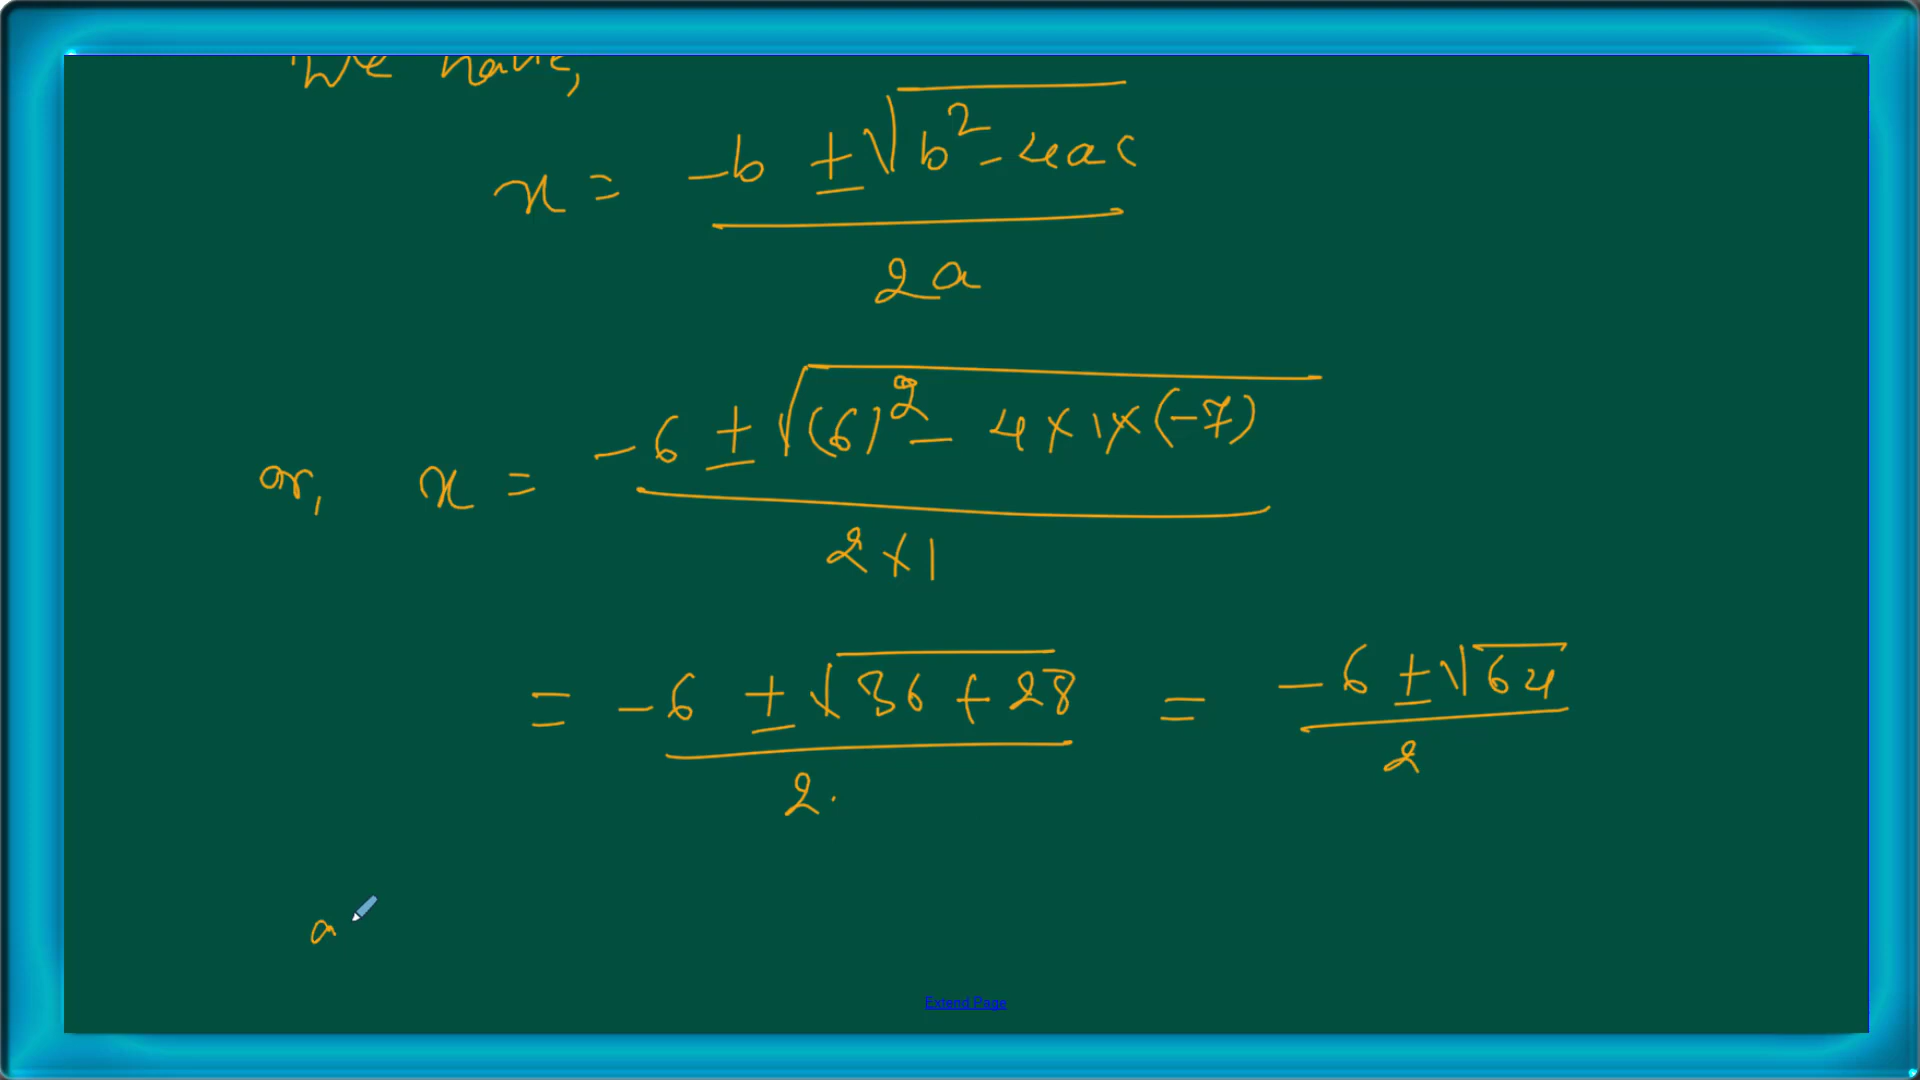 We have,
x = -b ± √b² - 4ac
2a
or, x = -6 ± √(6)² - 4×1×(-7)
2×1
= -6 ± √36 + 28 = -6 ± √64
2. 2
a
Extend Page